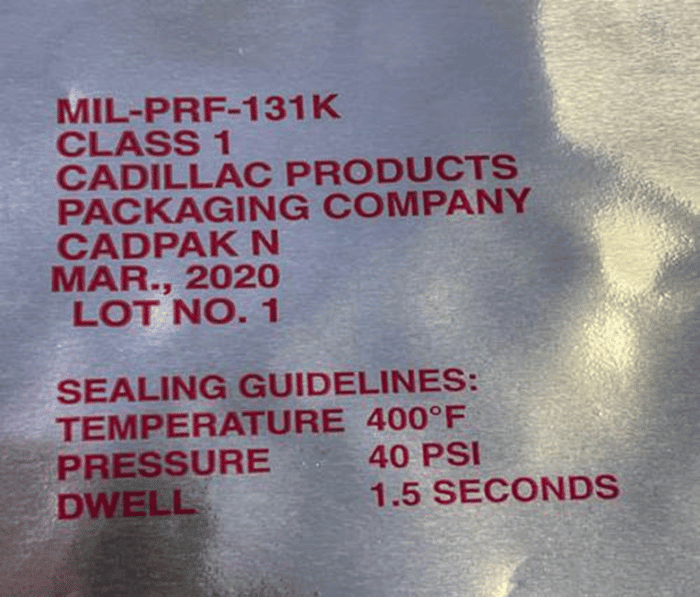 MIL-PRF-131K
CLASS 1
CADILLAC PRODUCTS
PACKAGING COMPANY
CADPAK N
MAR., 2020
LOT NO. 1
SEALING GUIDELINES:
TEMPERATURE 400°F
PRESSURE 40 PSI
DWELL 1.5 SECONDS